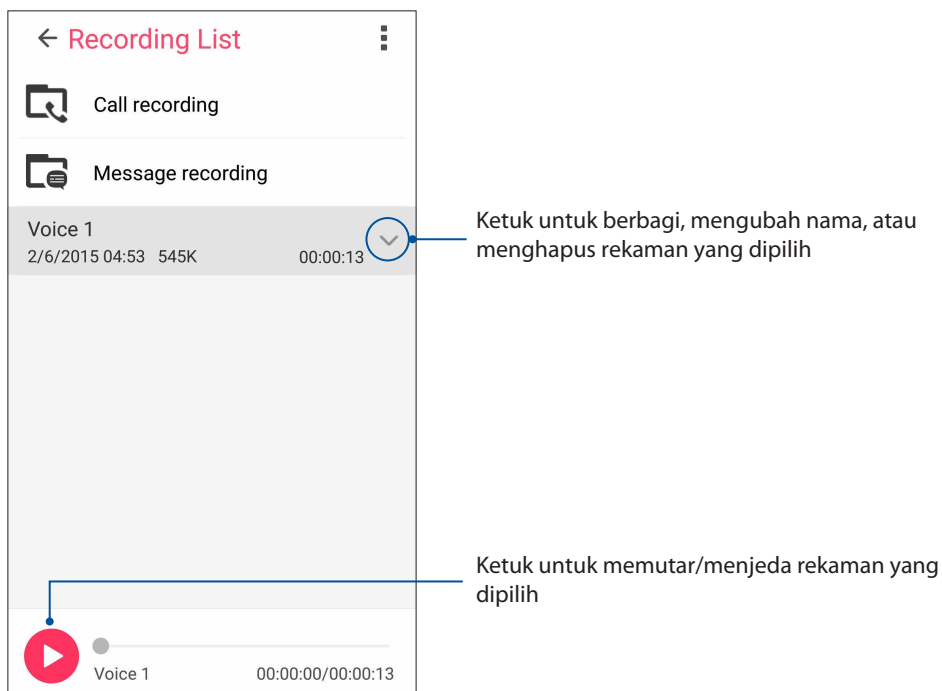 Recording List
Call recording
Message recording
Voice 1
2/6/2015 04:53 545K 00:00:13
Ketuk untuk berbagi, mengubah nama, atau
menghapus rekaman yang dipilih
Ketuk untuk memutar/menjeda rekaman yang
dipilih
Voice 1 00:00:00/00:00:13